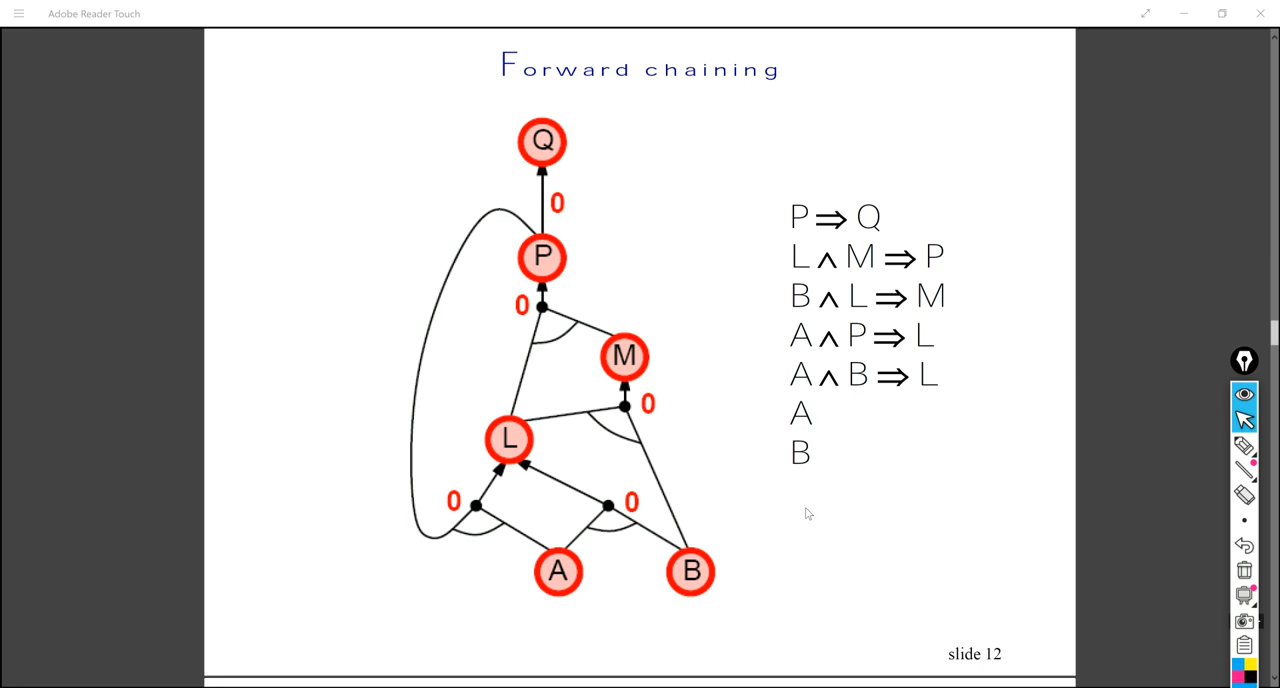 Adobe Reader Touch
Forward chaining
Q
0
P
0
M
0
L
0
0
A
B
P ⇒ Q
L ∧ M ⇒ P
B ∧ L ⇒ M
A ∧ P ⇒ L
A ∧ B ⇒ L
A
B
slide 12